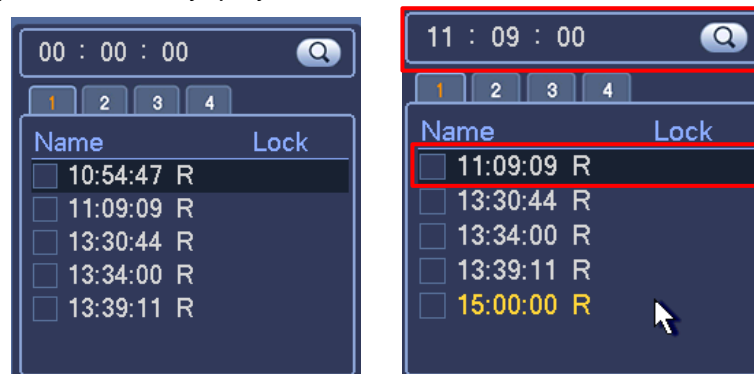 00 : 00 : 00
1 2 3 4
Name Lock
10:54:47 R
11:09:09 R
13:30:44 R
13:34:00 R
13:39:11 R
11 : 09 : 00
1 2 3 4
Name Lock
11:09:09 R
13:30:44 R
13:34:00 R
13:39:11 R
15:00:00 R